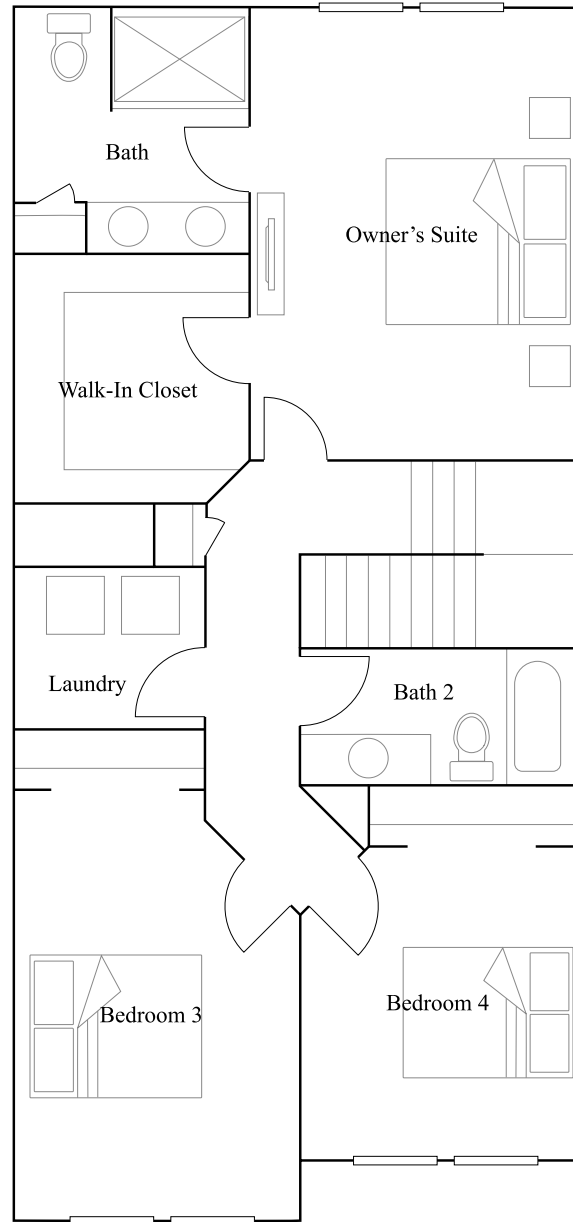 Bath
Owner’s Suite
Walk-In Closet
Laundry
Bath 2
Bedroom 3
Bedroom 4